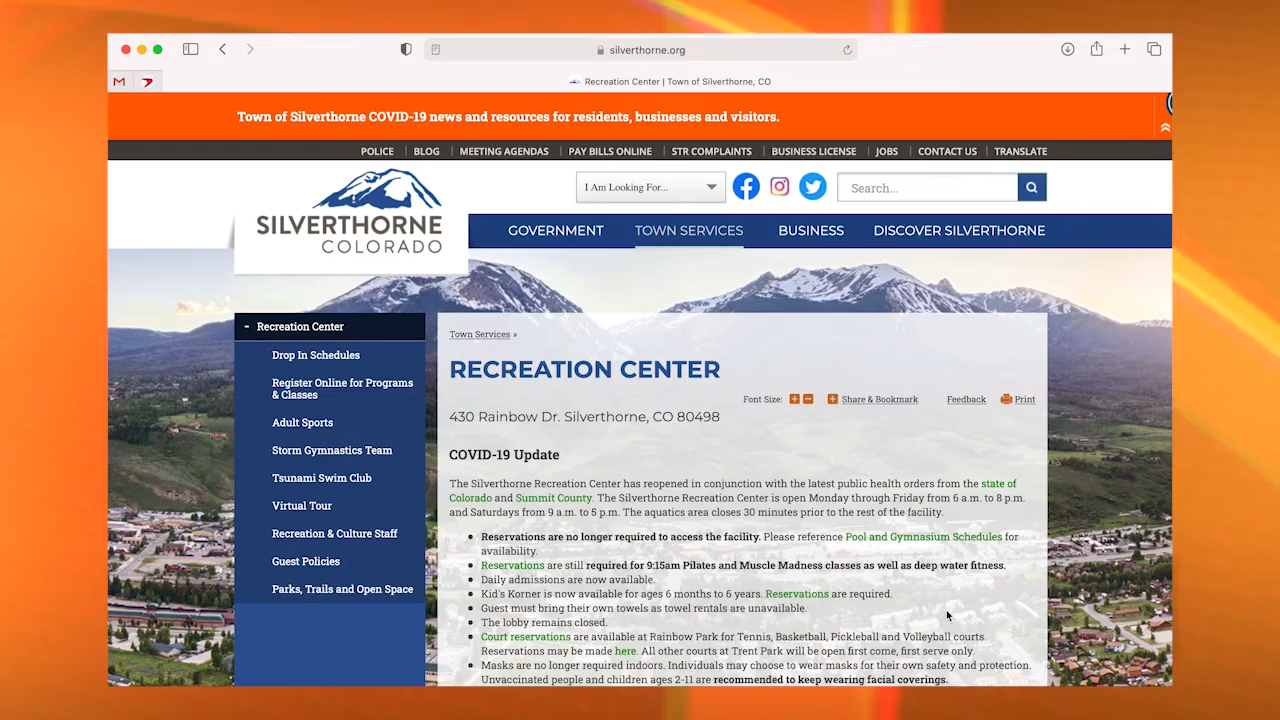 silverthorne.org
Recreation Center | Town of Silverthorne, CO
Town of Silverthorne COVID-19 news and resources for residents, businesses and visitors.
POLICE | BLOG | MEETING AGENDAS | PAY BILLS ONLINE | STR COMPLAINTS | BUSINESS LICENSE | JOBS | CONTACT US | TRANSLATE
I Am Looking For...
Search...
SILVERTHORNE
COLORADO
GOVERNMENT TOWN SERVICES BUSINESS DISCOVER SILVERTHORNE
- Recreation Center
Drop In Schedules
Register Online for Programs
& Classes
Adult Sports
Storm Gymnastics Team
Tsunami Swim Club
Virtual Tour
Recreation & Culture Staff
Guest Policies
Parks, Trails and Open Space
Town Services »
RECREATION CENTER
Font Size: + - + Share & Bookmark Feedback Print
430 Rainbow Dr. Silverthorne, CO 80498
COVID-19 Update
The Silverthorne Recreation Center has reopened in conjunction with the latest public health orders from the state of
Colorado and Summit County. The Silverthorne Recreation Center is open Monday through Friday from 6 a.m. to 8 p.m.
and Saturdays from 9 a.m. to 5 p.m. The aquatics area closes 30 minutes prior to the rest of the facility.
• Reservations are no longer required to access the facility. Please reference Pool and Gymnasium Schedules for
availability.
• Reservations are still required for 9:15am Pilates and Muscle Madness classes as well as deep water fitness.
• Daily admissions are now available.
• Kid's Korner is now available for ages 6 months to 6 years. Reservations are required.
• Guest must bring their own towels as towel rentals are unavailable.
• The lobby remains closed.
• Court reservations are available at Rainbow Park for Tennis, Basketball, Pickleball and Volleyball courts.
Reservations may be made here. All other courts at Trent Park will be open first come, first serve only.
• Masks are no longer required indoors. Individuals may choose to wear masks for their own safety and protection.
Unvaccinated people and children ages 2-11 are recommended to keep wearing facial coverings.